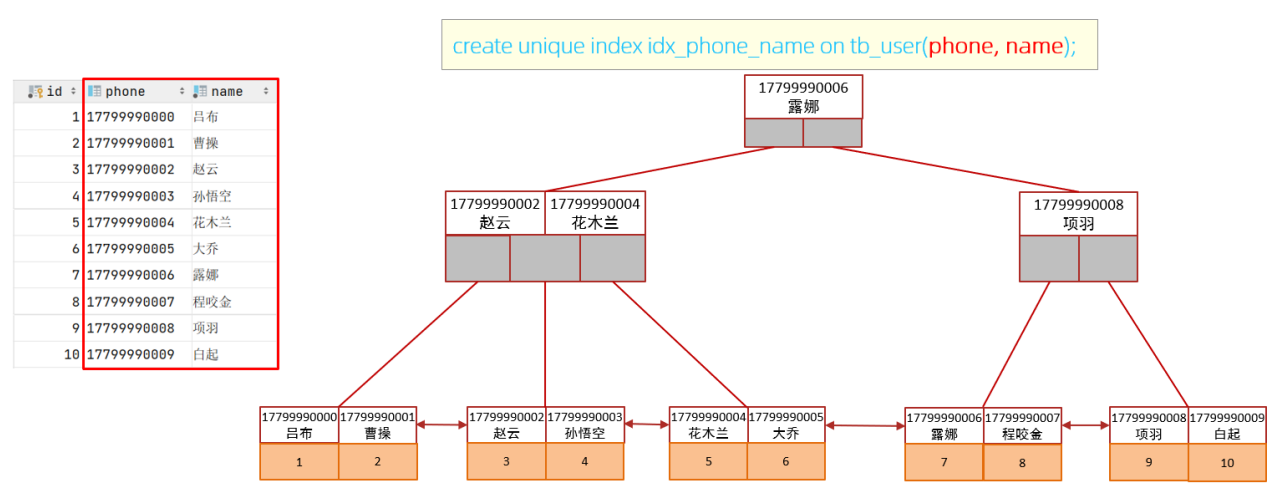 create unique index idx_phone_name on tb_user(phone, name);
id phone name
1 17799990000 吕布
2 17799990001 曹操
3 17799990002 赵云
4 17799990003 孙悟空
5 17799990004 花木兰
6 17799990005 大乔
7 17799990006 露娜
8 17799990007 程咬金
9 17799990008 项羽
10 17799990009 白起
17799990006
露娜
17799990002 17799990004
赵云 花木兰
17799990008
项羽
17799990000 17799990001
吕布 曹操
1 2
17799990002 17799990003
赵云 孙悟空
3 4
17799990004 17799990005
花木兰 大乔
5 6
17799990006 17799990007
露娜 程咬金
7 8
17799990008 17799990009
项羽 白起
9 10